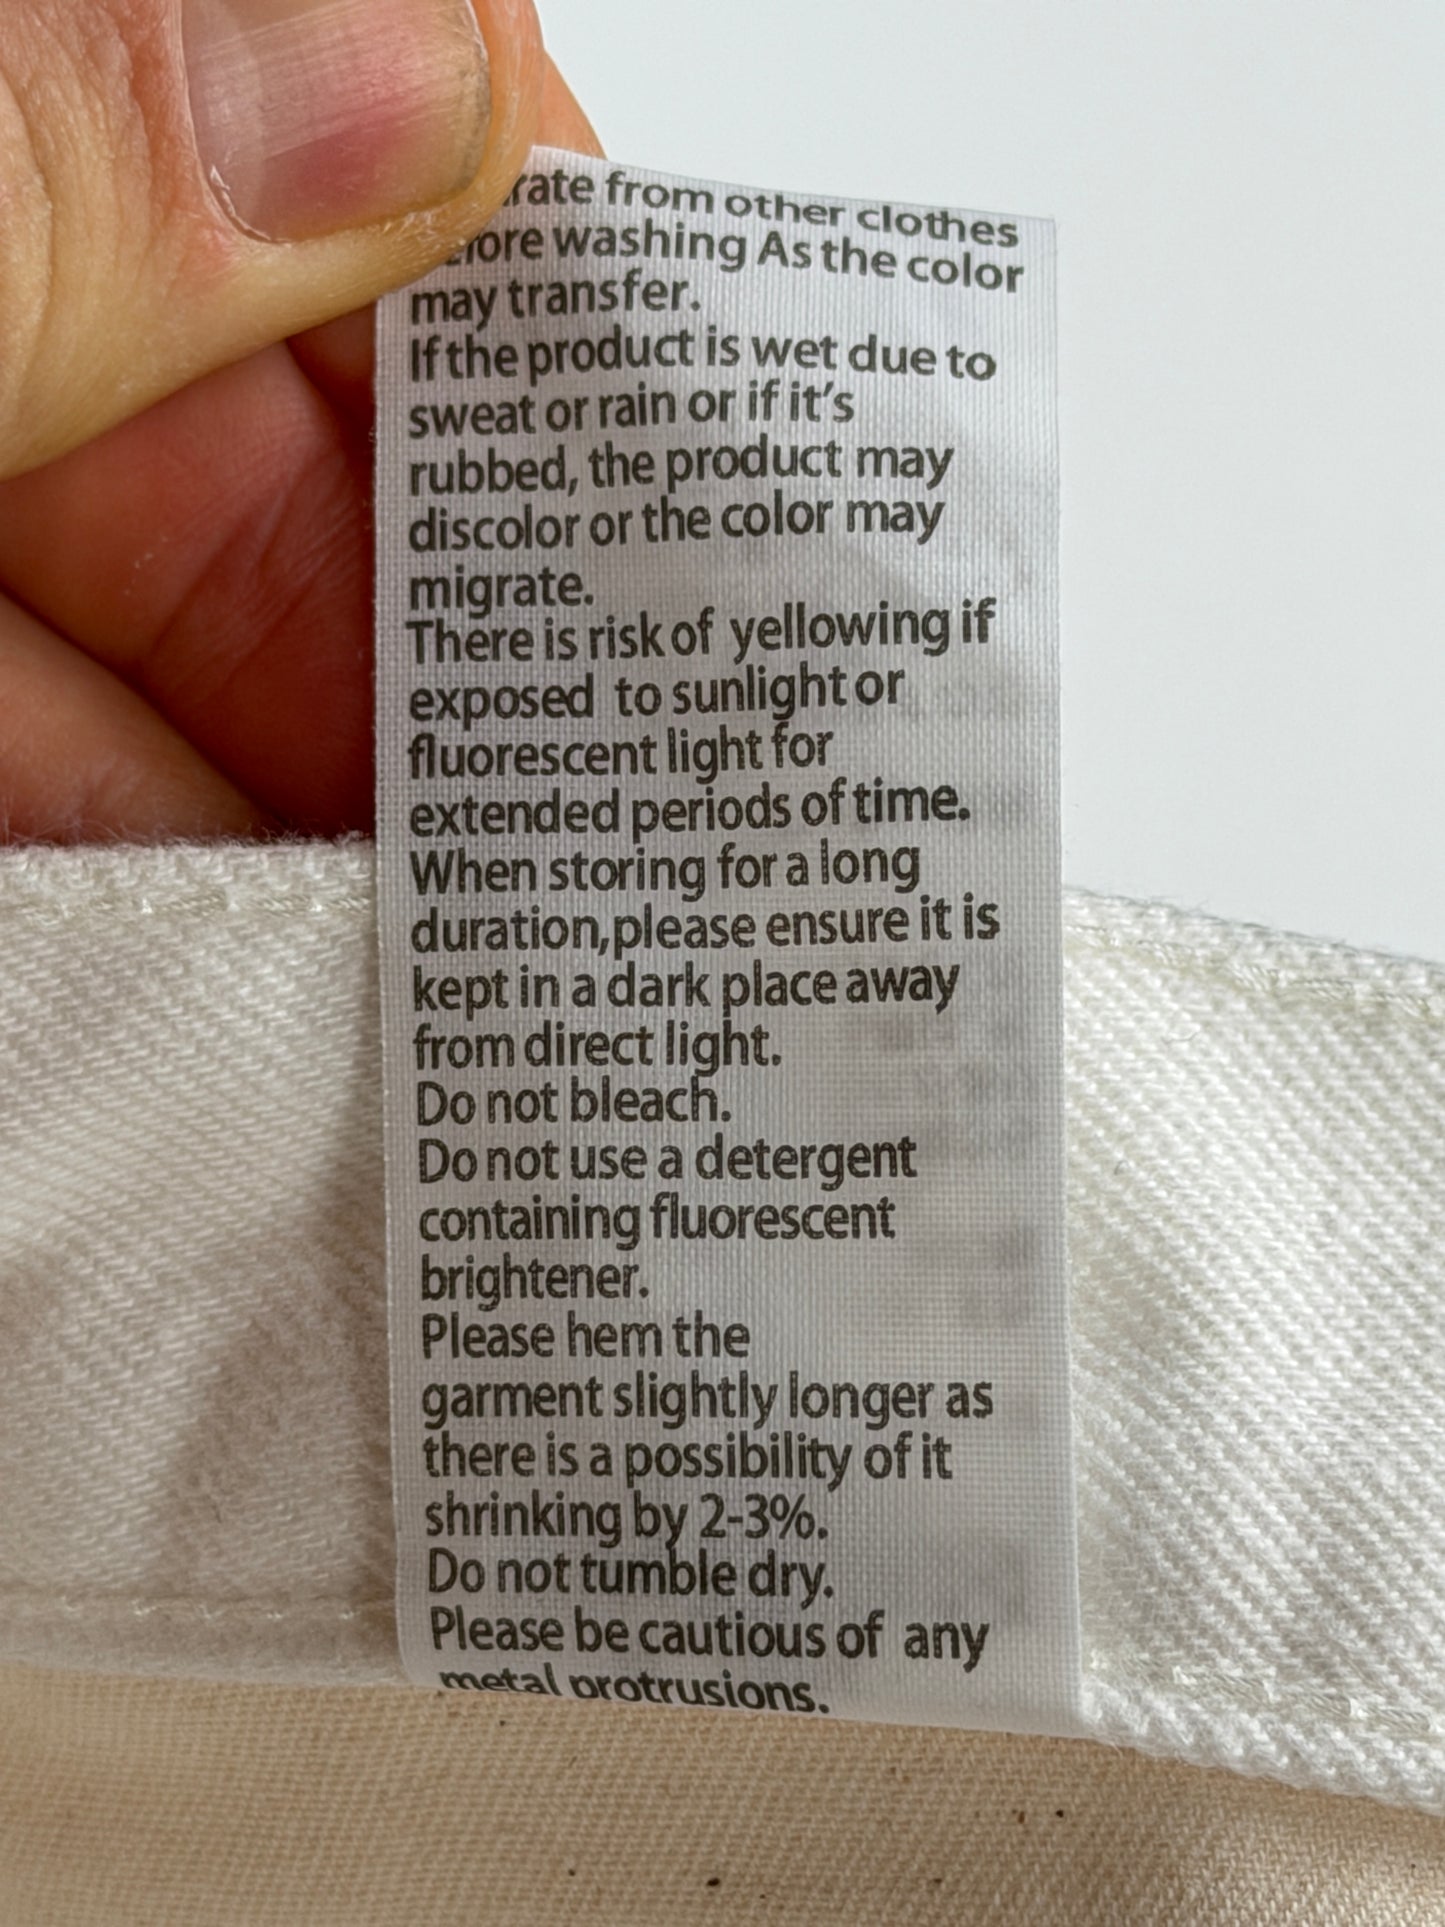 from other clothes
washing As the color
may transfer.
If the product is wet due to
sweat or rain or if it's
rubbed, the product may
discolor or the color may
migrate.
There is risk of yellowing if
exposed to sunlight or
fluorescent light for
extended periods of time.
When storing for a long
duration,please ensure it is
kept in a dark place away
from direct light.
Do not bleach.
Do not use a detergent
containing fluorescent
brightener.
Please hem the
garment slightly longer as
there is a possibility of it
shrinking by 2-3%.
Do not tumble dry.
Please be cautious of any
metal protrusions.